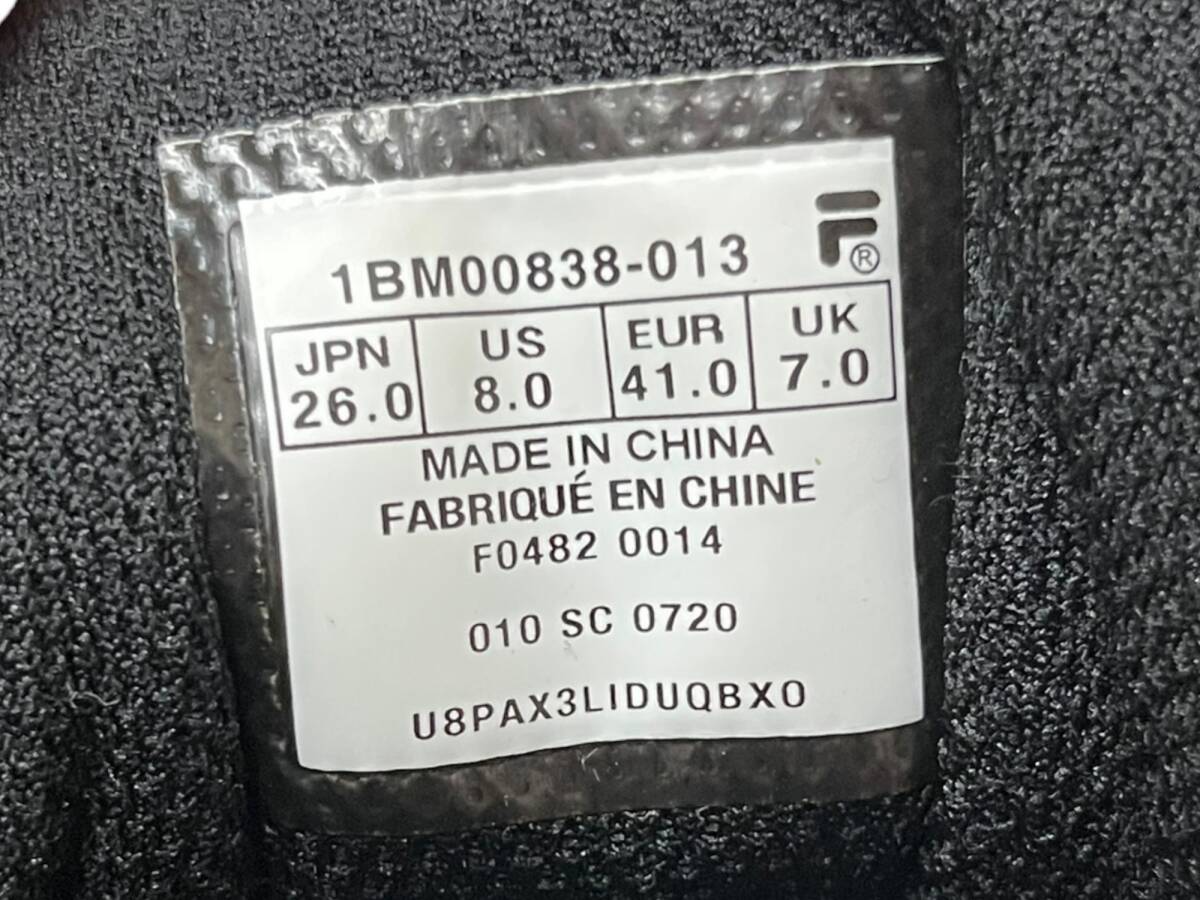 1BM00838-013
®
JPN US EUR UK
26.0 8.0 41.0 7.0
MADE IN CHINA
FABRIQUÉ EN CHINE
F0482 0014
010 SC 0720
U8PAX3LIDUQBXO